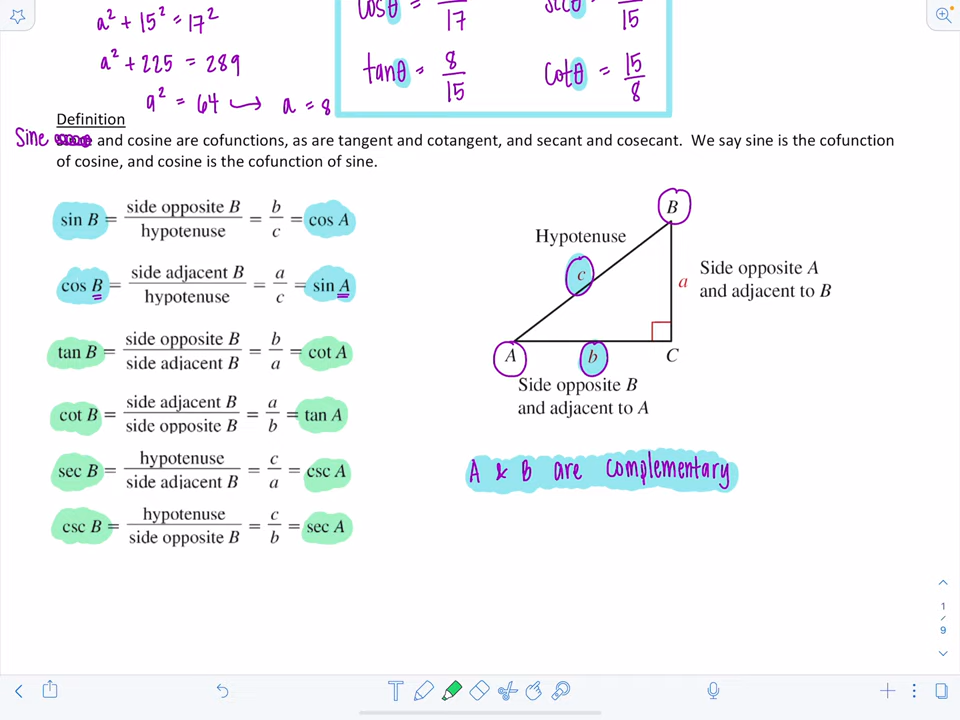 a² + 15² = 17²
a² + 225 = 289
a² = 64 → a = 8
cosθ = 17
secθ = 15
tanθ = 8/15
cotθ = 15/8
Definition
Sine and cosine are cofunctions, as are tangent and cotangent, and secant and cosecant. We say sine is the cofunction
of cosine, and cosine is the cofunction of sine.
sin B = side opposite B / hypotenuse = b/c = cos A
cos B = side adjacent B / hypotenuse = a/c = sin A
tan B = side opposite B / side adjacent B = b/a = cot A
cot B = side adjacent B / side opposite B = a/b = tan A
sec B = hypotenuse / side adjacent B = c/a = csc A
csc B = hypotenuse / side opposite B = c/b = sec A
B
Hypotenuse
c
a
Side opposite A
and adjacent to B
A
b
C
Side opposite B
and adjacent to A
A & B are complementary
1
/
9
T